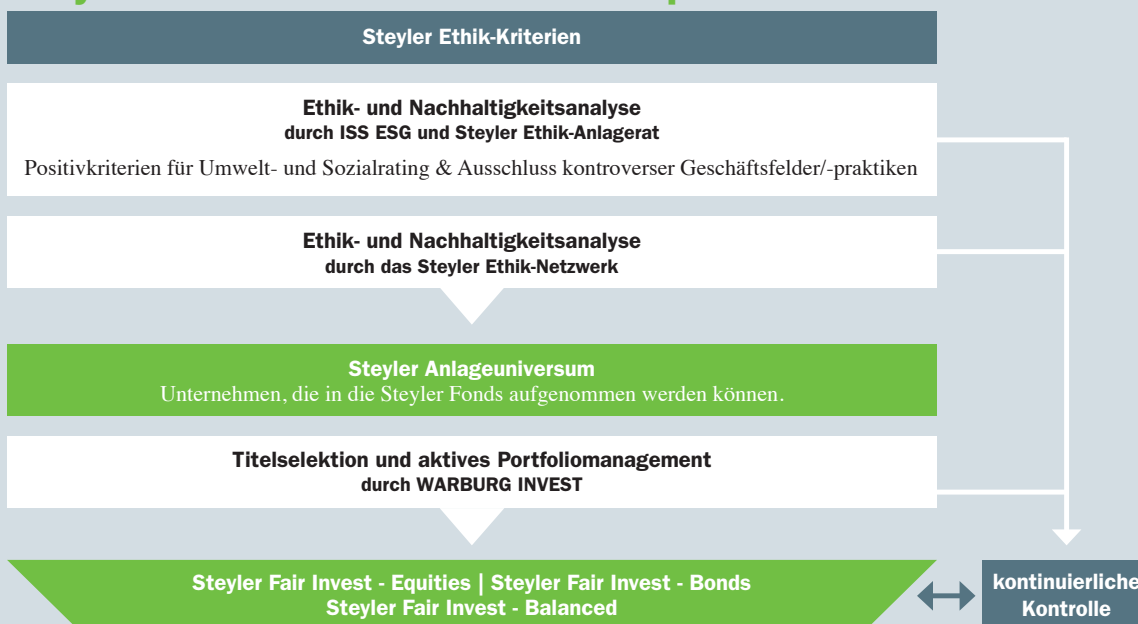 Steyler Ethik-Kriterien
Ethik- und Nachhaltigkeitsanalyse
durch ISS ESG und Steyler Ethik-Anlagerat
Positivkriterien für Umwelt- und Sozialrating & Ausschluss kontroverser Geschäftsfelder/-praktiken
Ethik- und Nachhaltigkeitsanalyse
durch das Steyler Ethik-Netzwerk
Steyler Anlageuniversum
Unternehmen, die in die Steyler Fonds aufgenommen werden können.
Titelselektion und aktives Portfoliomanagement
durch WARBURG INVEST
Steyler Fair Invest - Equities | Steyler Fair Invest - Bonds
Steyler Fair Invest - Balanced
kontinuierliche
Kontrolle